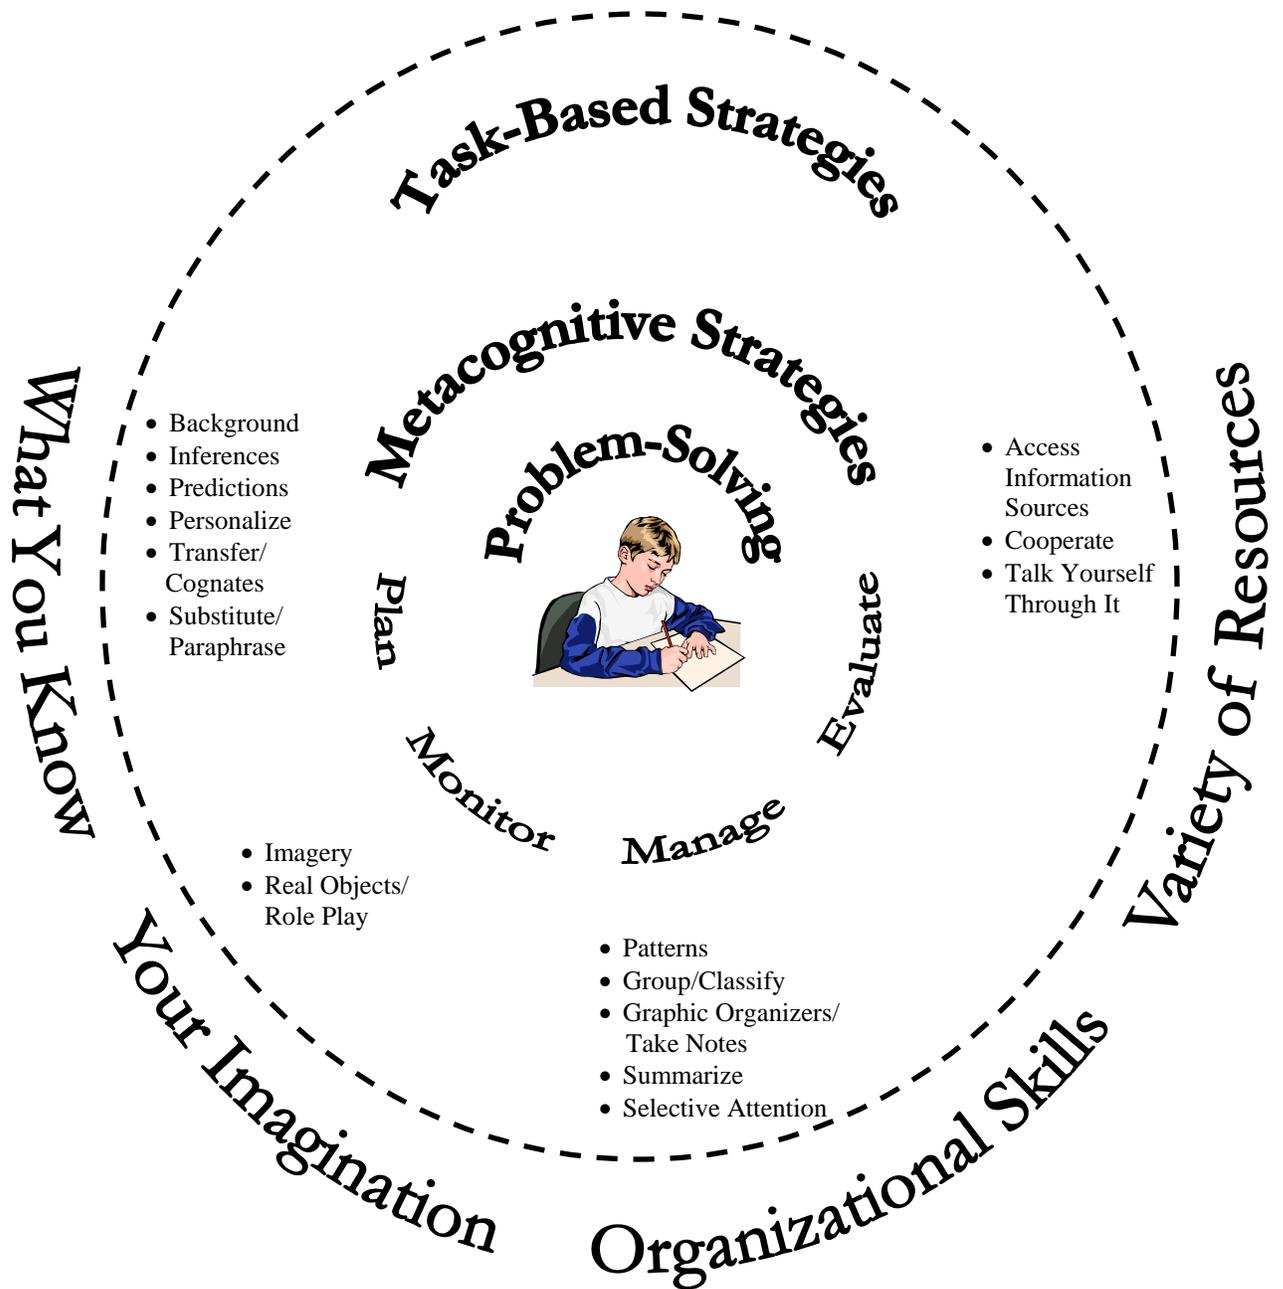 Task-Based Strategies
Metacognitive Strategies
Problem-Solving
Plan
Monitor
Manage
Evaluate
What You Know
• Background
• Inferences
• Predictions
• Personalize
• Transfer/
Cognates
• Substitute/
Paraphrase
Your Imagination
• Imagery
• Real Objects/
Role Play
Organizational Skills
• Patterns
• Group/Classify
• Graphic Organizers/
Take Notes
• Summarize
• Selective Attention
Variety of Resources
• Access
Information
Sources
• Cooperate
• Talk Yourself
Through It